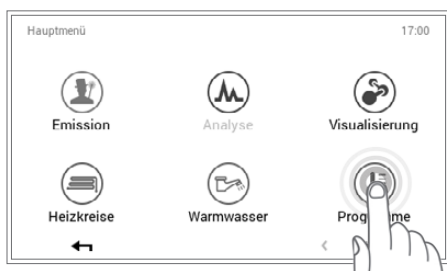 Hauptmenü 17:00
Emission Analyse Visualisierung
Heizkreise Warmwasser